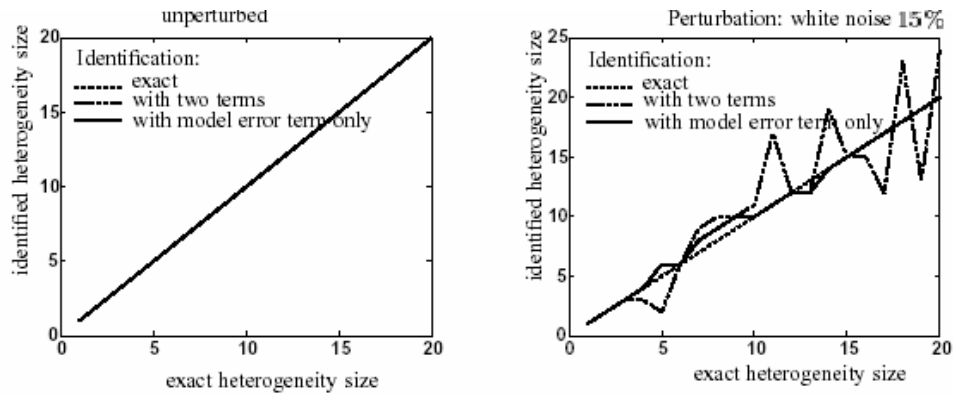 unperturbed
20
15
10
5
0
0 5 10 15 20
identified heterogeneity size
exact heterogeneity size
Identification:
exact
with two terms
with model error term only
Perturbation: white noise 15%
25
20
15
10
5
0
0 5 10 15 20
identified heterogeneity size
exact heterogeneity size
Identification:
exact
with two terms
with model error term only